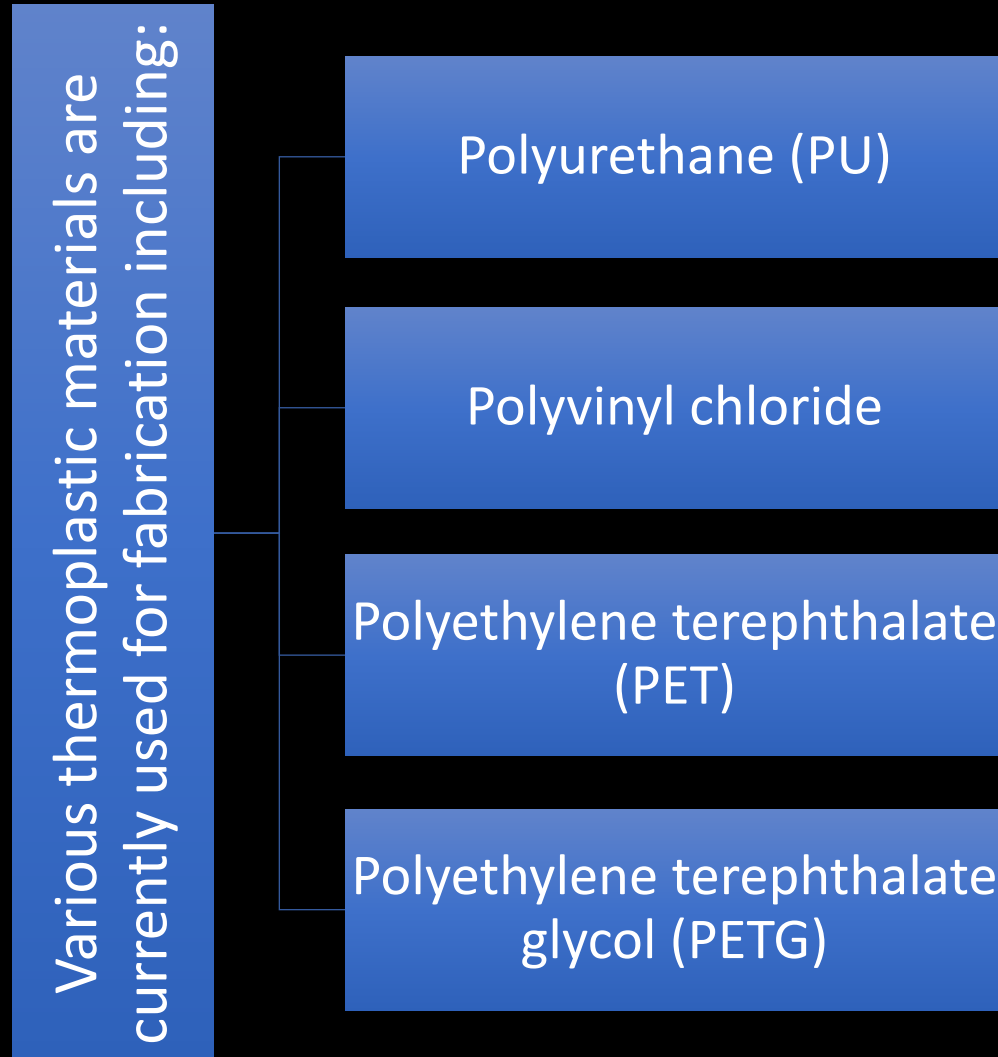 Various thermoplastic materials are
currently used for fabrication including:
Polyurethane (PU)
Polyvinyl chloride
Polyethylene terephthalate
(PET)
Polyethylene terephthalate
glycol (PETG)